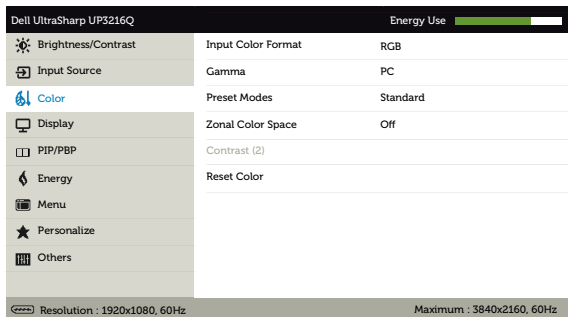 Dell UltraSharp UP3216Q Energy Use
Brightness/Contrast Input Color Format RGB
Input Source Gamma PC
Color Preset Modes Standard
Display Zonal Color Space Off
PIP/PBP Contrast (2)
Energy Reset Color
Menu
Personalize
Others
Resolution : 1920x1080, 60Hz Maximum : 3840x2160, 60Hz